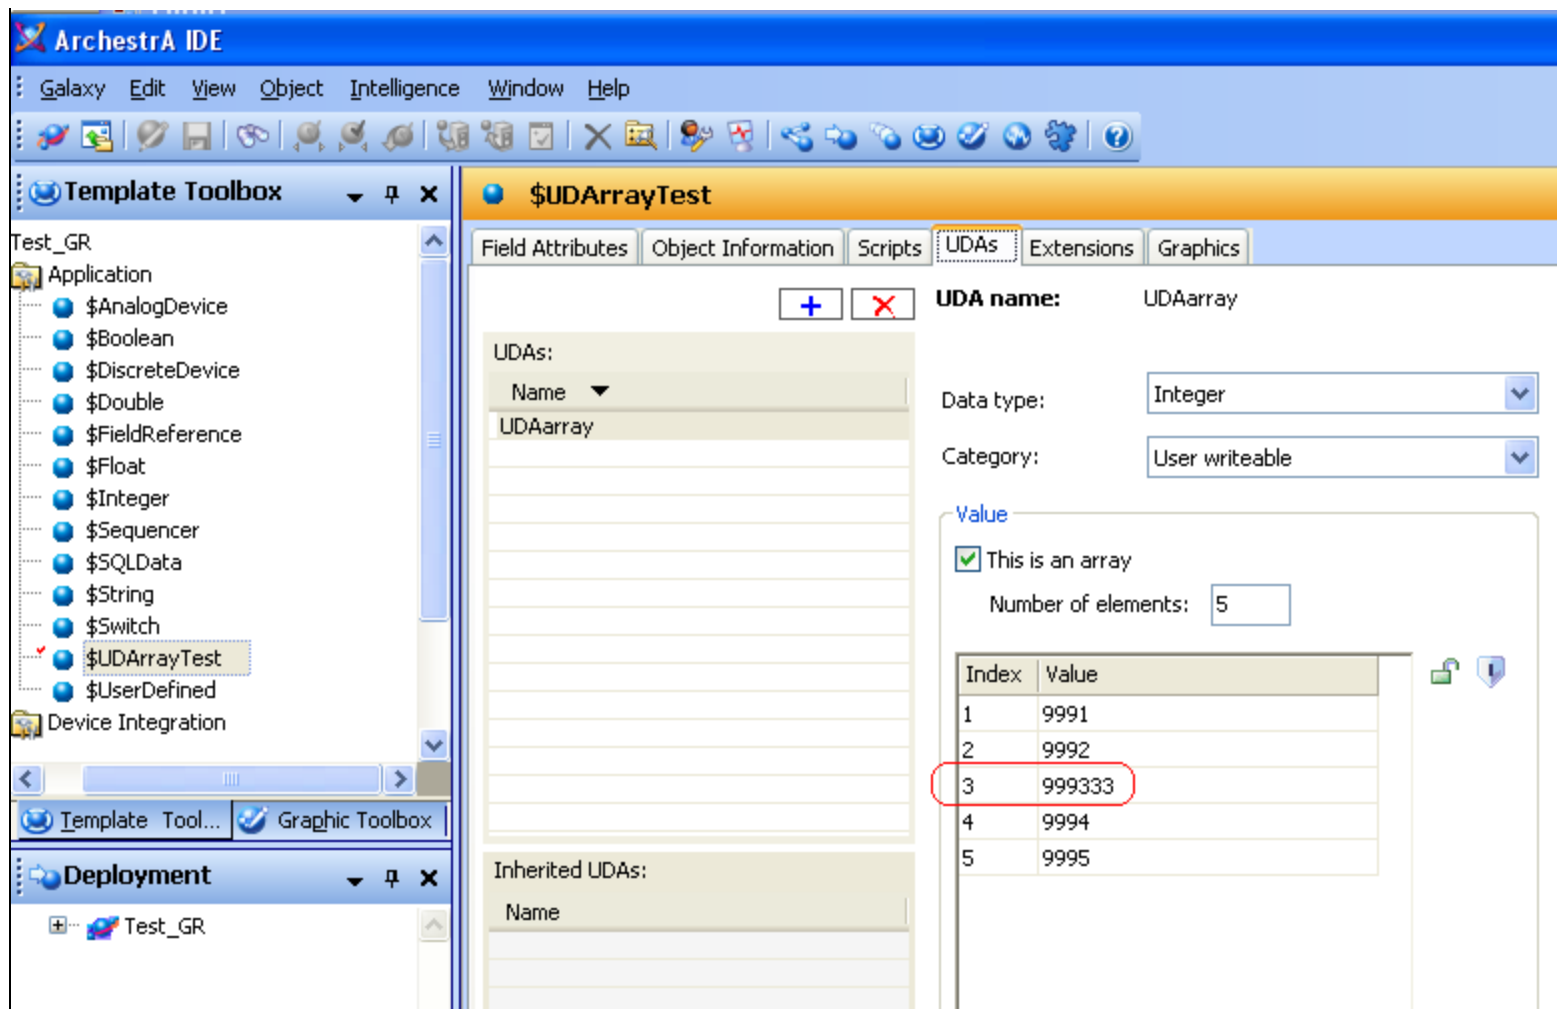 ArchestrA IDE
Galaxy Edit View Object Intelligence Window Help
Template Toolbox
Test_GR
Application
$AnalogDevice
$Boolean
$DiscreteDevice
$Double
$FieldReference
$Float
$Integer
$Sequencer
$SQLData
$String
$Switch
$UDArrayTest
$UserDefined
Device Integration
Template Tool... Graphic Toolbox
Deployment
Test_GR
$UDArrayTest
Field Attributes Object Information Scripts UDAs Extensions Graphics
UDAs:
Name
UDAarray
Inherited UDAs:
Name
UDA name: UDAarray
Data type: Integer
Category: User writeable
Value
This is an array
Number of elements: 5
Index Value
1 9991
2 9992
3 999333
4 9994
5 9995